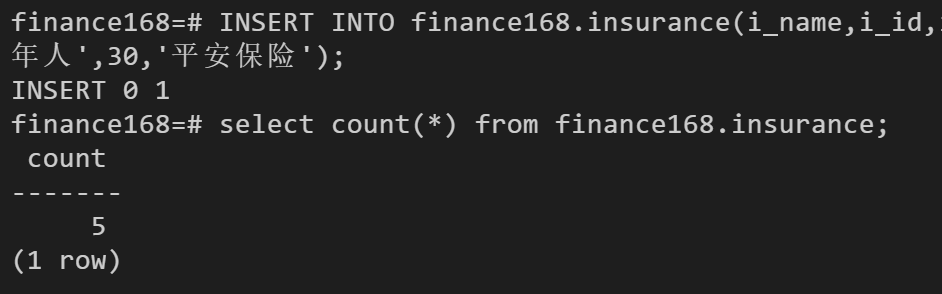 finance168=# INSERT INTO finance168.insurance(i_name,i_id,
年人',30,'平安保险');
INSERT 0 1
finance168=# select count(*) from finance168.insurance;
count
-------
5
(1 row)